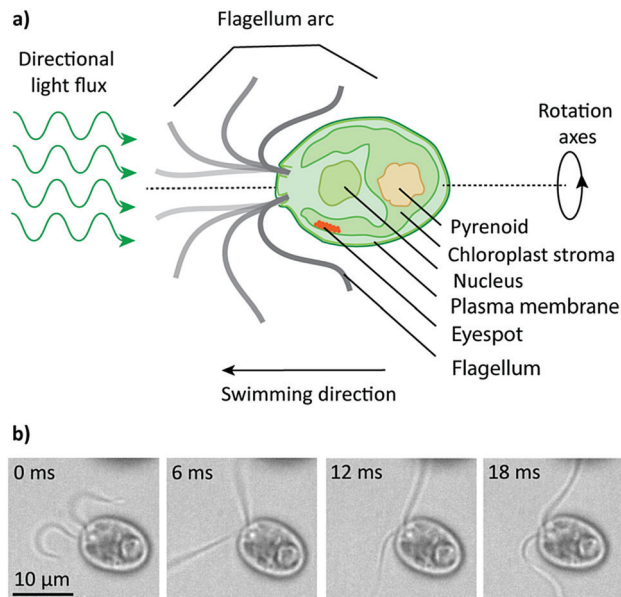 a)
Flagellum arc
Directional
light flux
Rotation
axes
Pyrenoid
Chloroplast stroma
Nucleus
Plasma membrane
Eyespot
Flagellum
Swimming direction
b)
0 ms
6 ms
12 ms
18 ms
10 µm